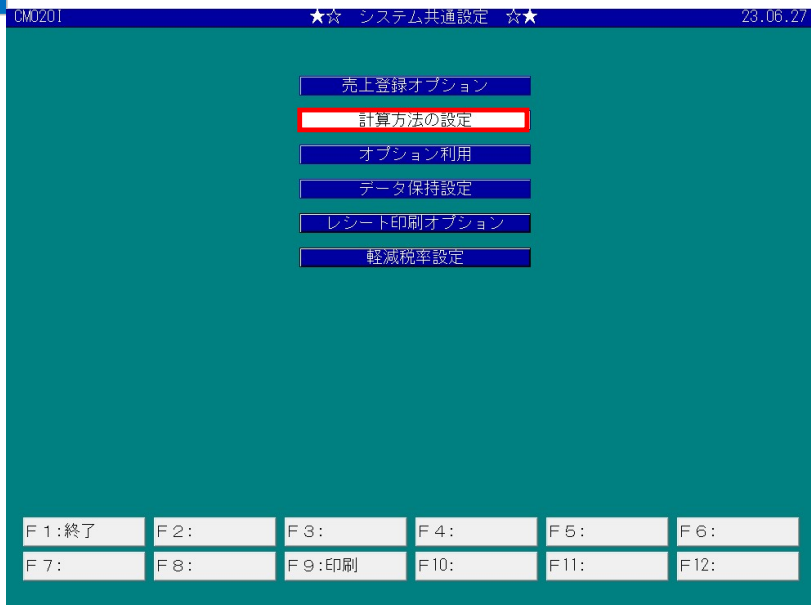 CM020I ★☆ システム共通設定 ☆★ 23.06.27
売上登録オプション
計算方法の設定
オプション利用
データ保持設定
レシート印刷オプション
軽減税率設定
F1:終了 F2: F3: F4: F5: F6:
F7: F8: F9:印刷 F10: F11: F12: